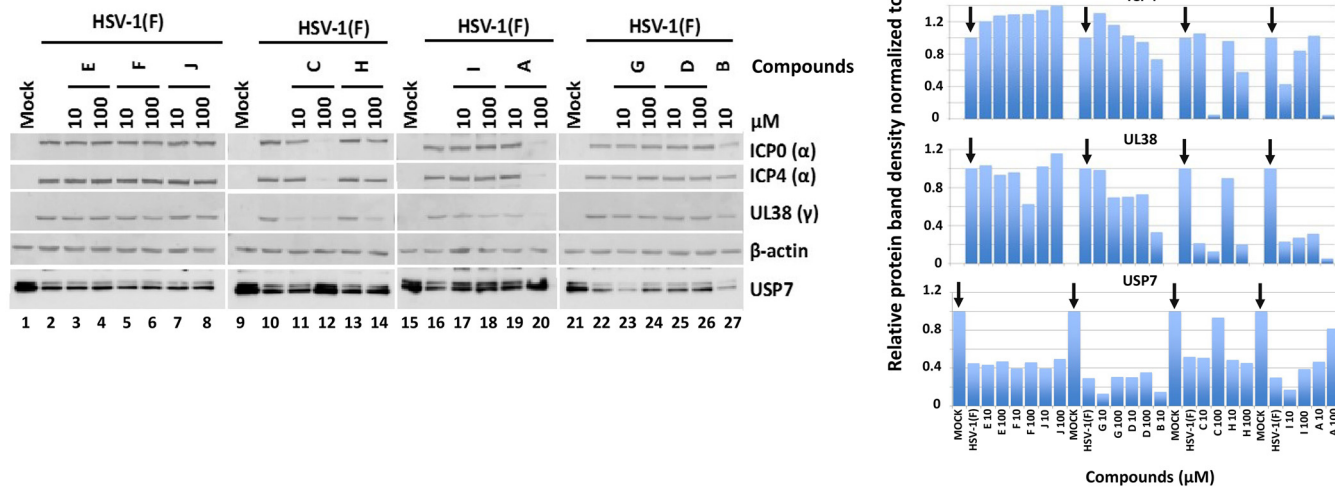 HSV-1(F) HSV-1(F) HSV-1(F) HSV-1(F)
E F J C H I A G D B Compounds
Mock 10 100 10 100 10 100 Mock 10 100 10 100 Mock 10 100 10 100 Mock 10 100 10 100 10 μM
ICP0 (α)
ICP4 (α)
UL38 (γ)
β-actin
USP7
1 2 3 4 5 6 7 8 9 10 11 12 13 14 15 16 17 18 19 20 21 22 23 24 25 26 27
Relative protein band density normalized to
1.2
0.8
0.4
0
UL38
1.2
0.8
0.4
0
USP7
1.2
0.8
0.4
0
MOCK HSV-1(F) E 10 E 100 F 10 F 100 J 10 J 100 MOCK HSV-1(F) G 10 G 100 D 10 D 100 B 10 MOCK HSV-1(F) C 10 C 100 H 10 H 100 MOCK HSV-1(F) I 10 I 100 A 10 A 100
Compounds (μM)